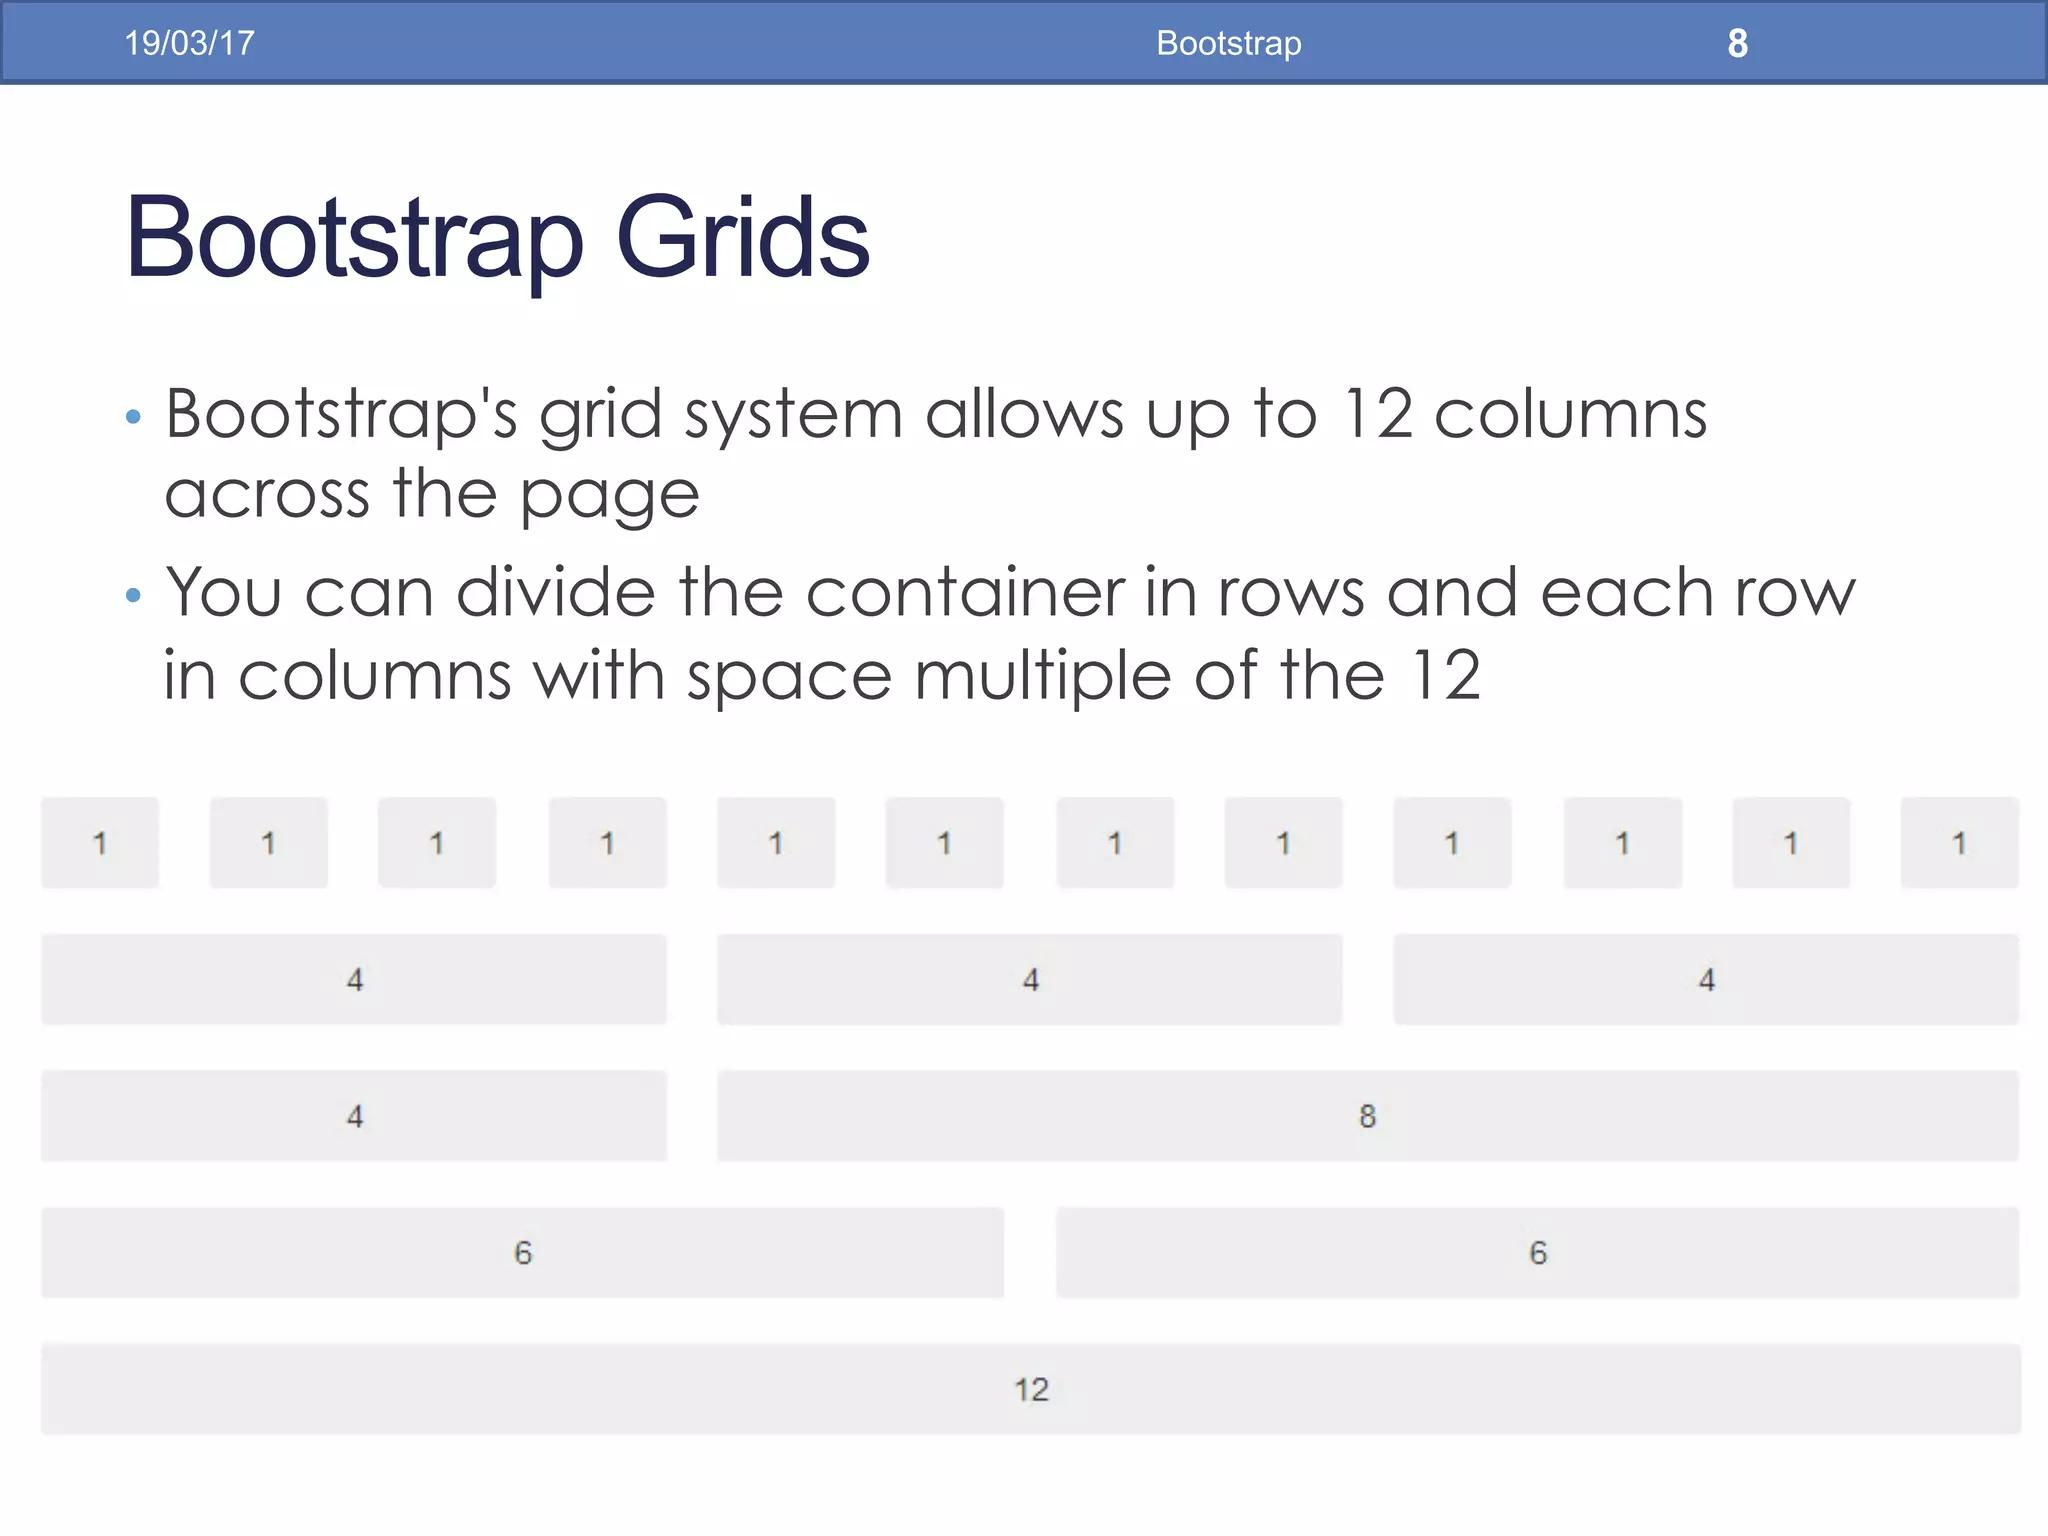 19/03/17 Bootstrap 8
Bootstrap Grids
• Bootstrap's grid system allows up to 12 columns
across the page
• You can divide the container in rows and each row
in columns with space multiple of the 12
1 1 1 1 1 1 1 1 1 1 1 1
4 4 4
4 8
6 6
12